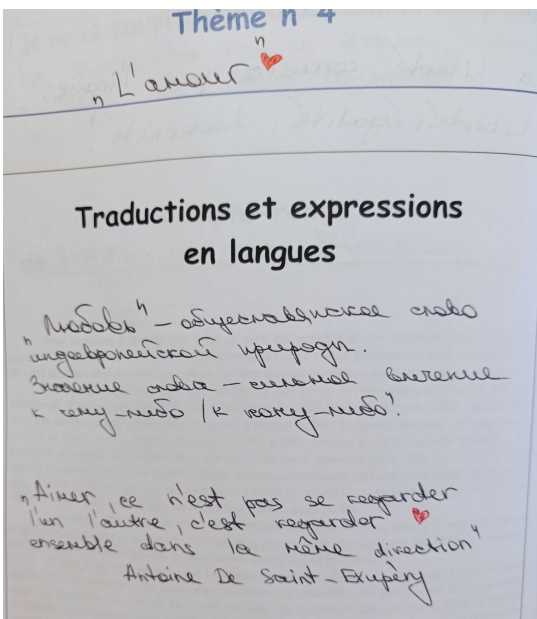 Thème n° 4
"L'amour"
Traductions et expressions
en langues
"Любовь" – общеславянское слово
"индоевропейской природы.
Значение слова – сильное влечение
к чему-либо / к кому-либо".
"Aimer, ce n'est pas se regarder
l'un l'autre, c'est regarder
ensemble dans la même direction"
Antoine De Saint-Exupéry